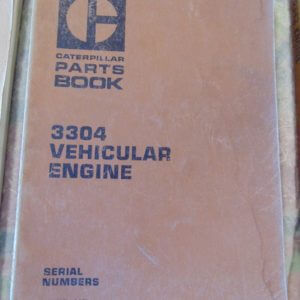 CATERPILLAR
PARTS
BOOK
3304
VEHICULAR
ENGINE
SERIAL
NUMBERS